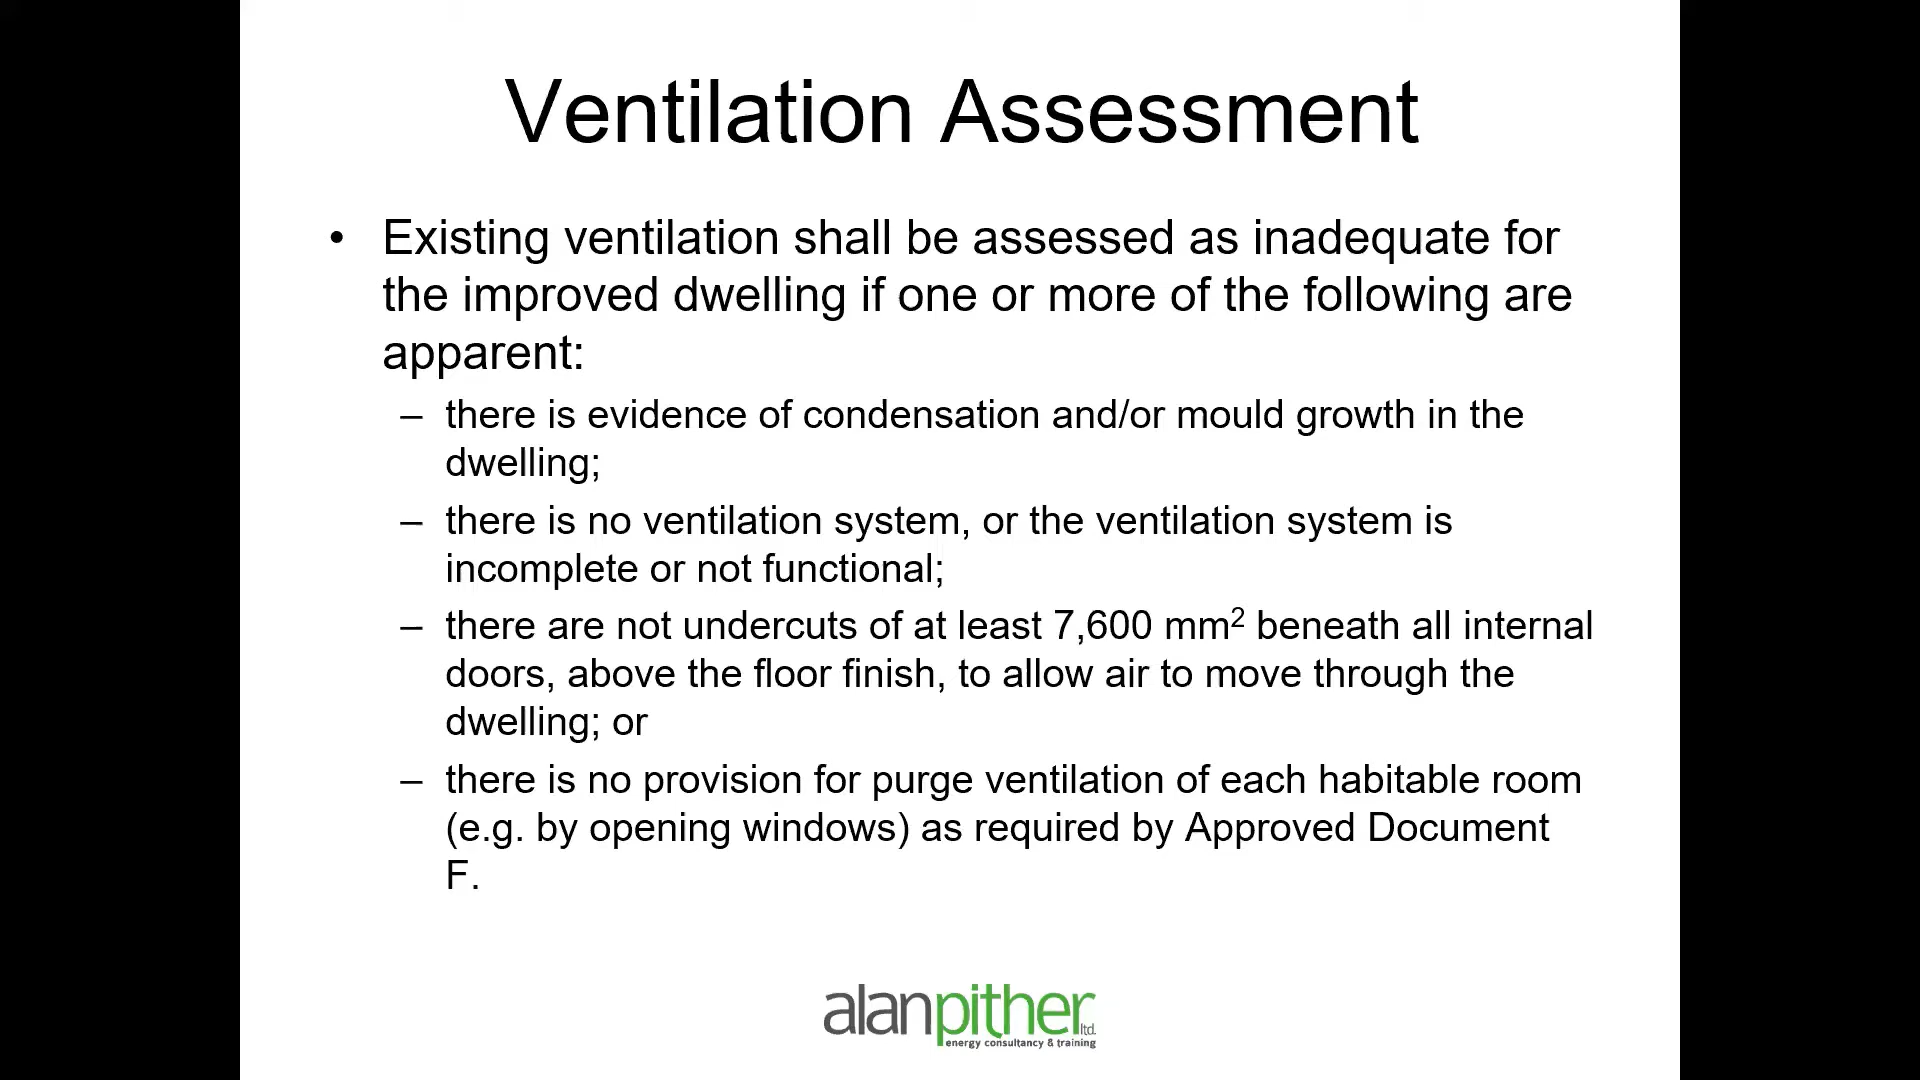 Ventilation Assessment
• Existing ventilation shall be assessed as inadequate for
the improved dwelling if one or more of the following are
apparent:
– there is evidence of condensation and/or mould growth in the
dwelling;
– there is no ventilation system, or the ventilation system is
incomplete or not functional;
– there are not undercuts of at least 7,600 mm² beneath all internal
doors, above the floor finish, to allow air to move through the
dwelling; or
– there is no provision for purge ventilation of each habitable room
(e.g. by opening windows) as required by Approved Document
F.
alanpither ltd.
energy consultancy & training